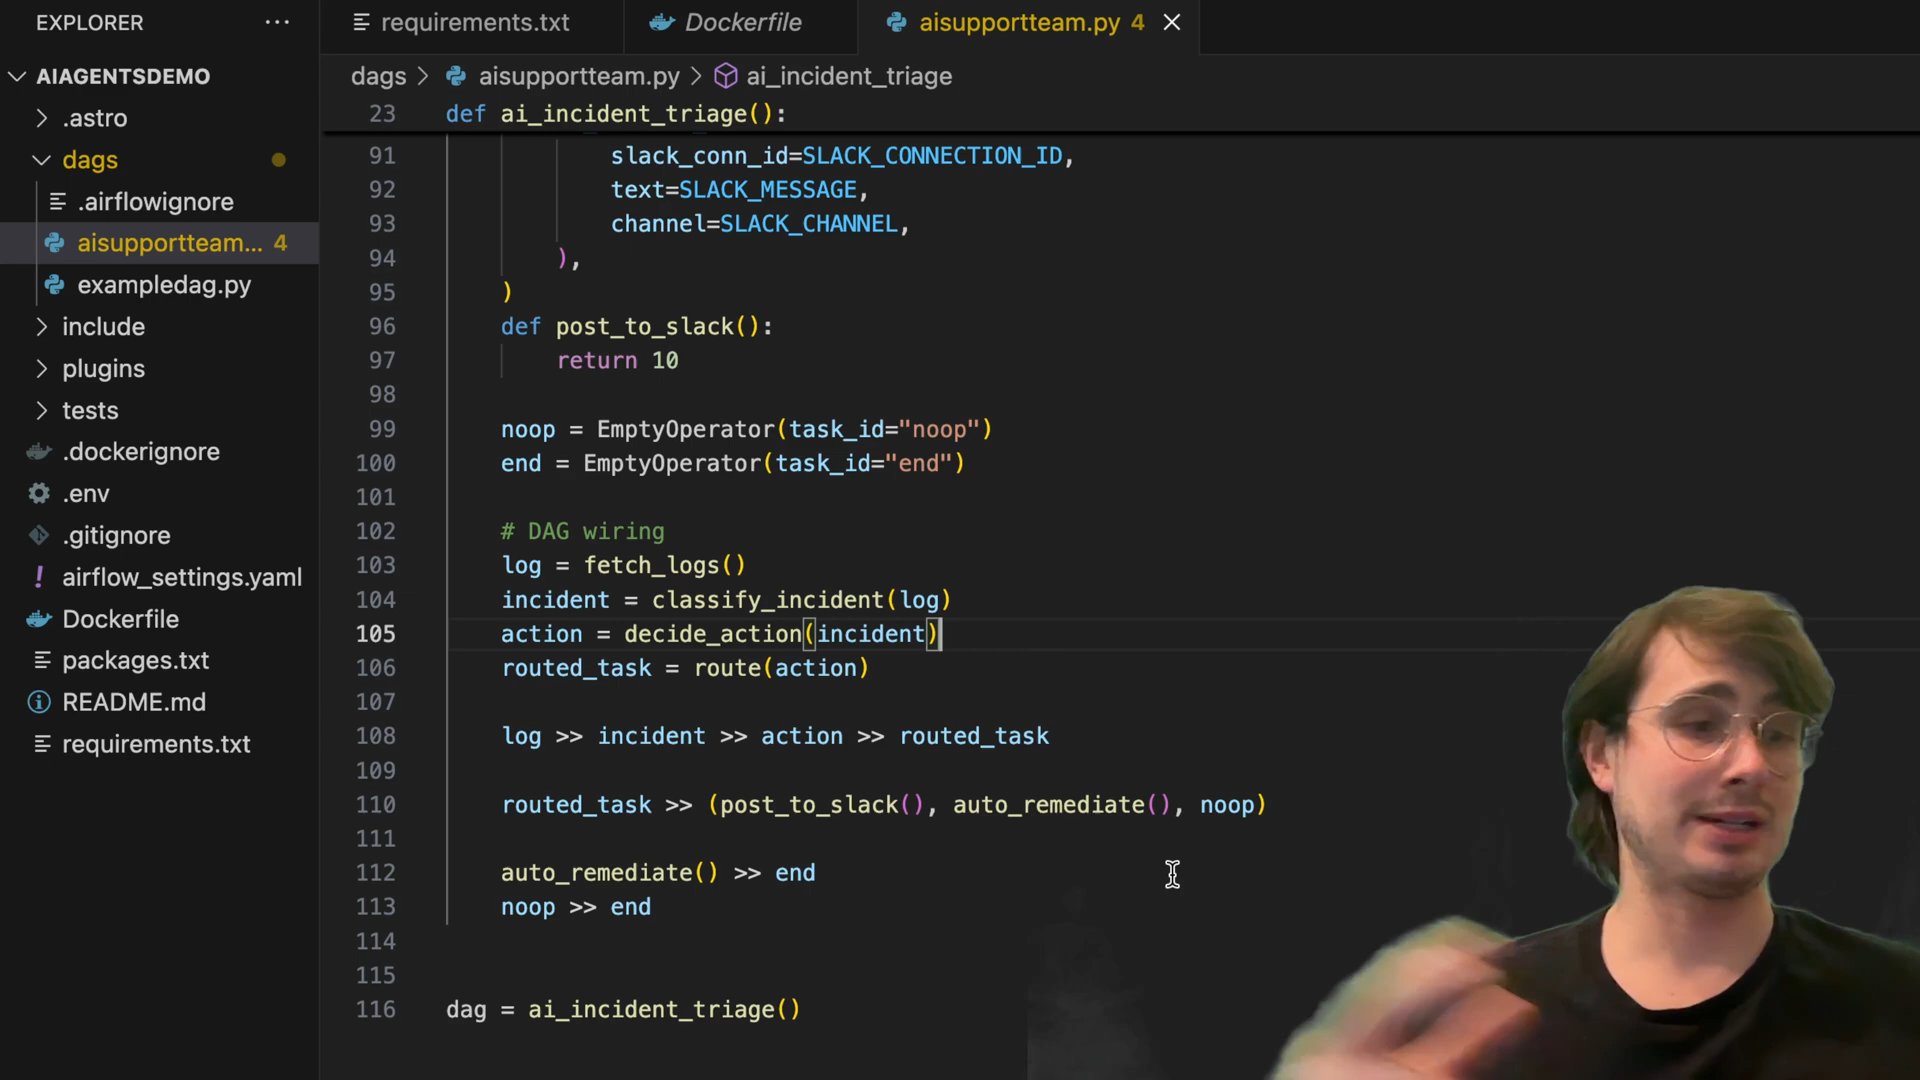 EXPLORER
AIAGENTSDEMO
.astro
dags
.airflowignore
aisupportteam... 4
exampledag.py
include
plugins
tests
.dockerignore
.env
.gitignore
! airflow_settings.yaml
Dockerfile
packages.txt
README.md
requirements.txt
requirements.txt
Dockerfile
aisupportteam.py 4
dags > aisupportteam.py > ai_incident_triage
23 def ai_incident_triage():
91 slack_conn_id=SLACK_CONNECTION_ID,
92 text=SLACK_MESSAGE,
93 channel=SLACK_CHANNEL,
94 ),
95 )
96 def post_to_slack():
97 return 10
98
99 noop = EmptyOperator(task_id="noop")
100 end = EmptyOperator(task_id="end")
101
102 # DAG wiring
103 log = fetch_logs()
104 incident = classify_incident(log)
105 action = decide_action(incident)
106 routed_task = route(action)
107
108 log >> incident >> action >> routed_task
109
110 routed_task >> (post_to_slack(), auto_remediate(), noop)
111
112 auto_remediate() >> end
113 noop >> end
114
115
116 dag = ai_incident_triage()